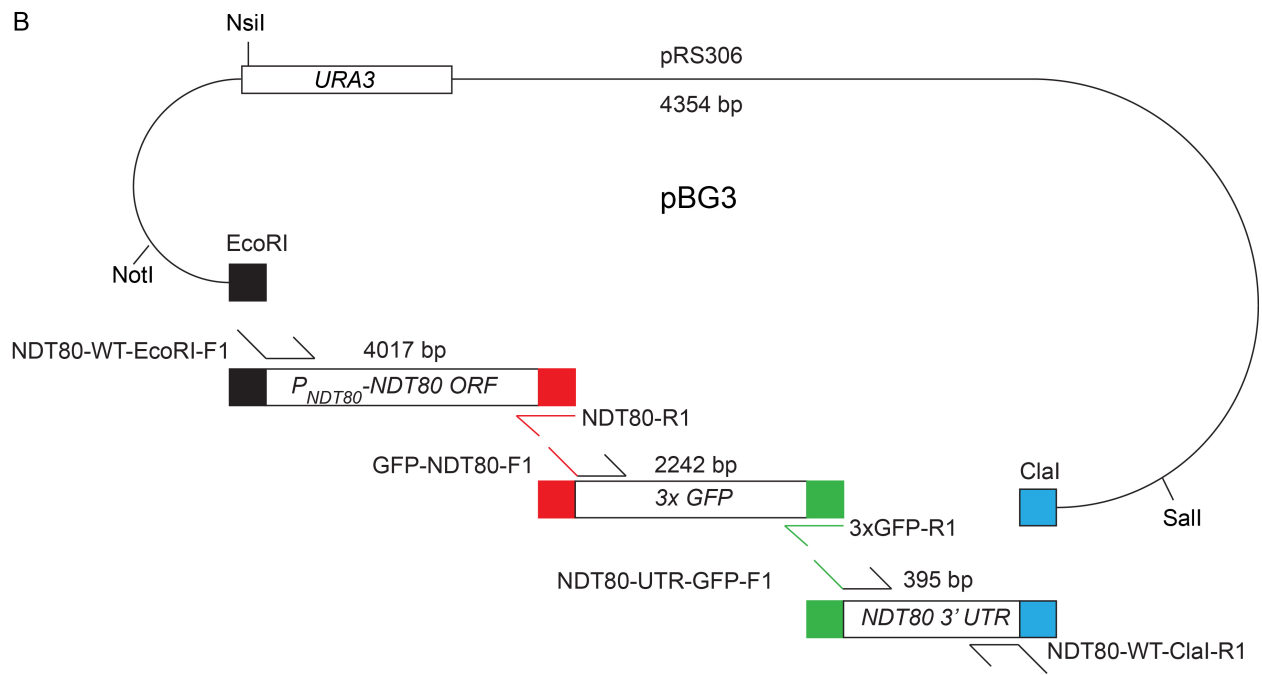 B
NsiI
URA3
pRS306
4354 bp
pBG3
EcoRI
NotI
NDT80-WT-EcoRI-F1
4017 bp
PNDT80-NDT80 ORF
NDT80-R1
GFP-NDT80-F1
2242 bp
3x GFP
ClaI
SalI
3xGFP-R1
NDT80-UTR-GFP-F1
395 bp
NDT80 3’ UTR
NDT80-WT-ClaI-R1